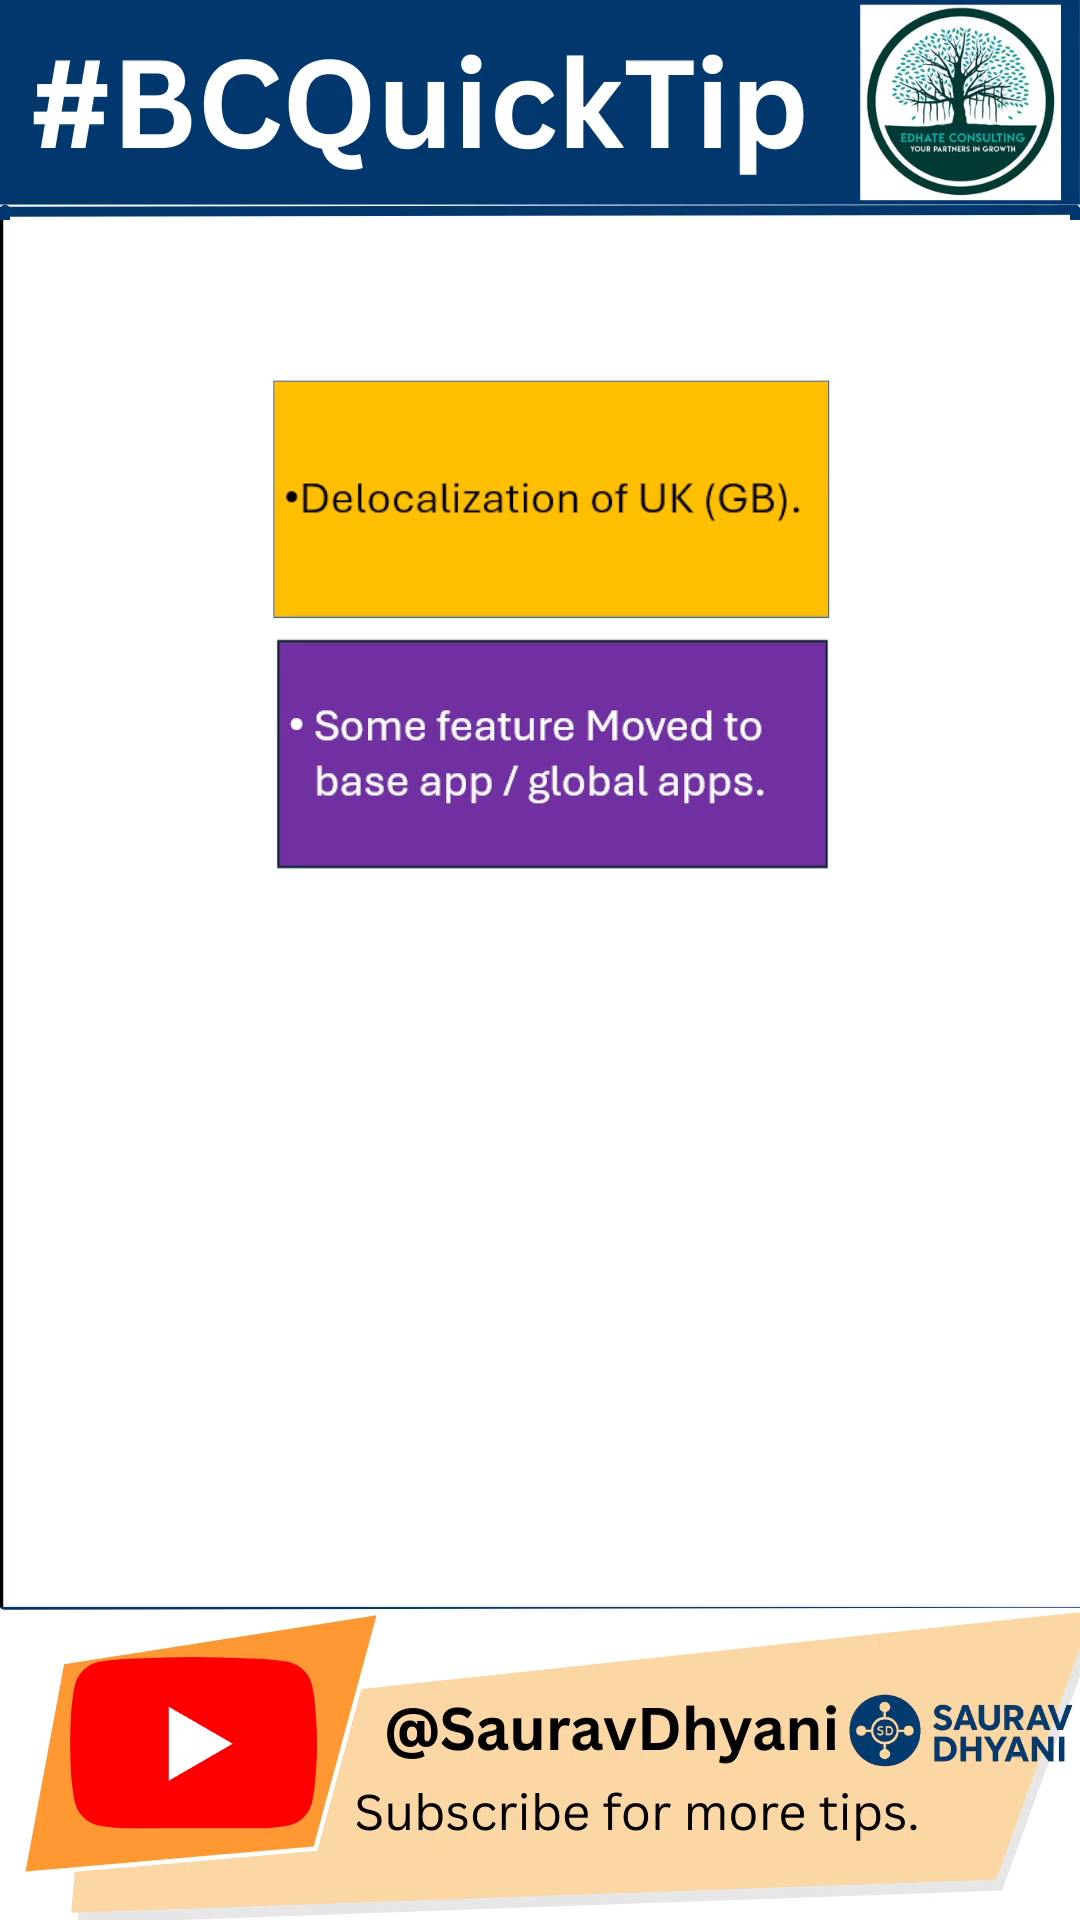 #BCQuickTip
EDHATE CONSULTING
YOUR PARTNERS IN GROWTH
•Delocalization of UK (GB).
• Some feature Moved to
base app / global apps.
@SauravDhyani
SD
SAURAV
DHYANI
Subscribe for more tips.